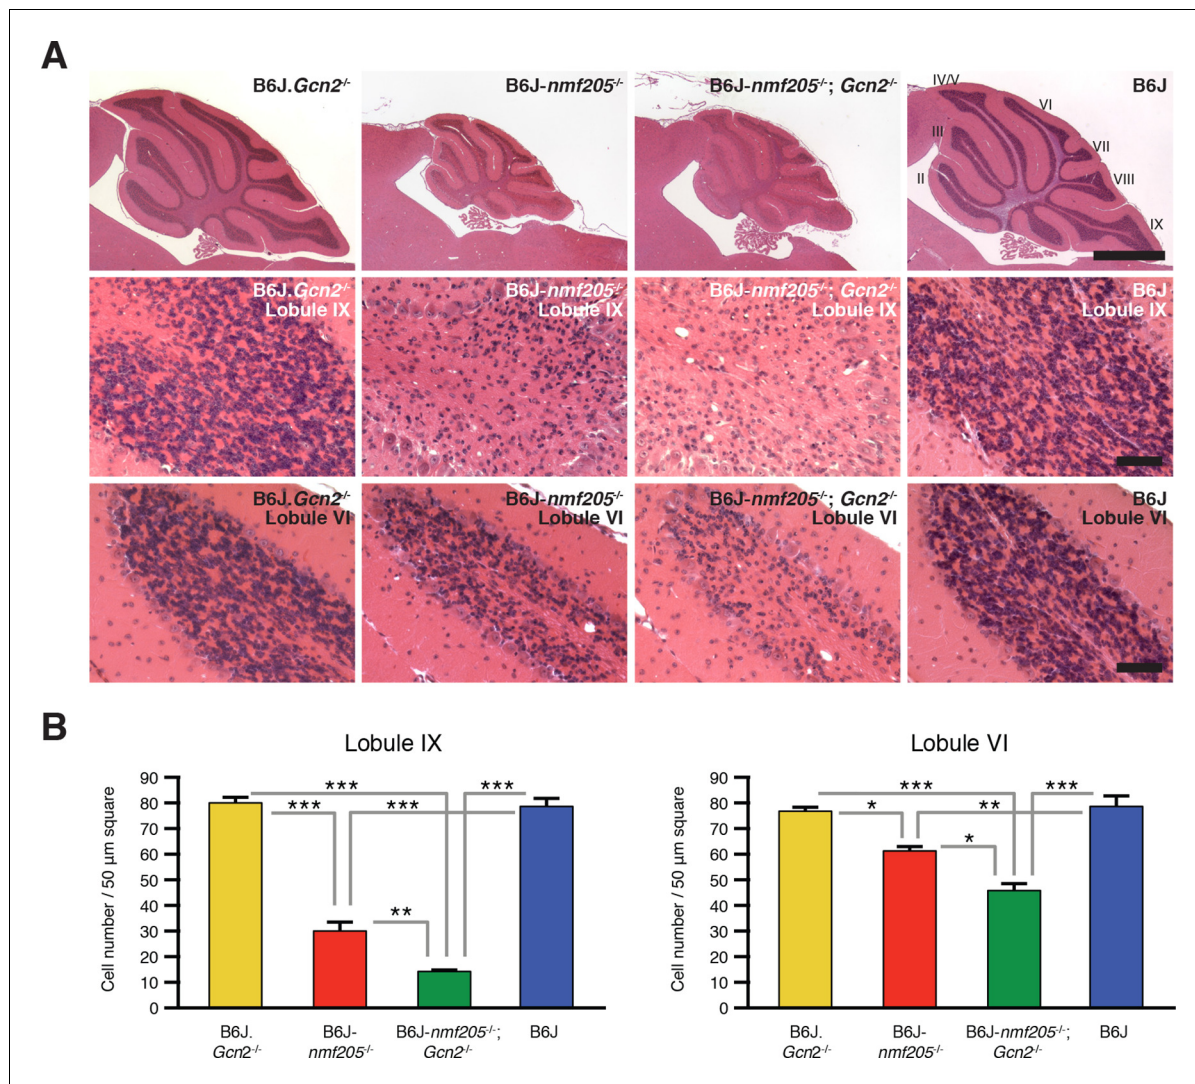 A
B6J.Gcn2-/-
B6J-nmf205-/-
B6J-nmf205-/-; Gcn2-/-
B6J
IV/V
VI
III
VII
II
VIII
IX
B6J.Gcn2-/-
Lobule IX
B6J-nmf205-/-
Lobule IX
B6J-nmf205-/-; Gcn2-/-
Lobule IX
B6J
Lobule IX
B6J.Gcn2-/-
Lobule VI
B6J-nmf205-/-
Lobule VI
B6J-nmf205-/-; Gcn2-/-
Lobule VI
B6J
Lobule VI
B
Lobule IX
Cell number / 50 µm square
90
80
70
60
50
40
30
20
10
0
*** ***
*** ***
**
B6J.
Gcn2-/-
B6J-
nmf205-/-
B6J-nmf205-/-;
Gcn2-/-
B6J
Lobule VI
Cell number / 50 µm square
90
80
70
60
50
40
30
20
10
0
*** ***
* **
*
B6J.
Gcn2-/-
B6J-
nmf205-/-
B6J-nmf205-/-;
Gcn2-/-
B6J